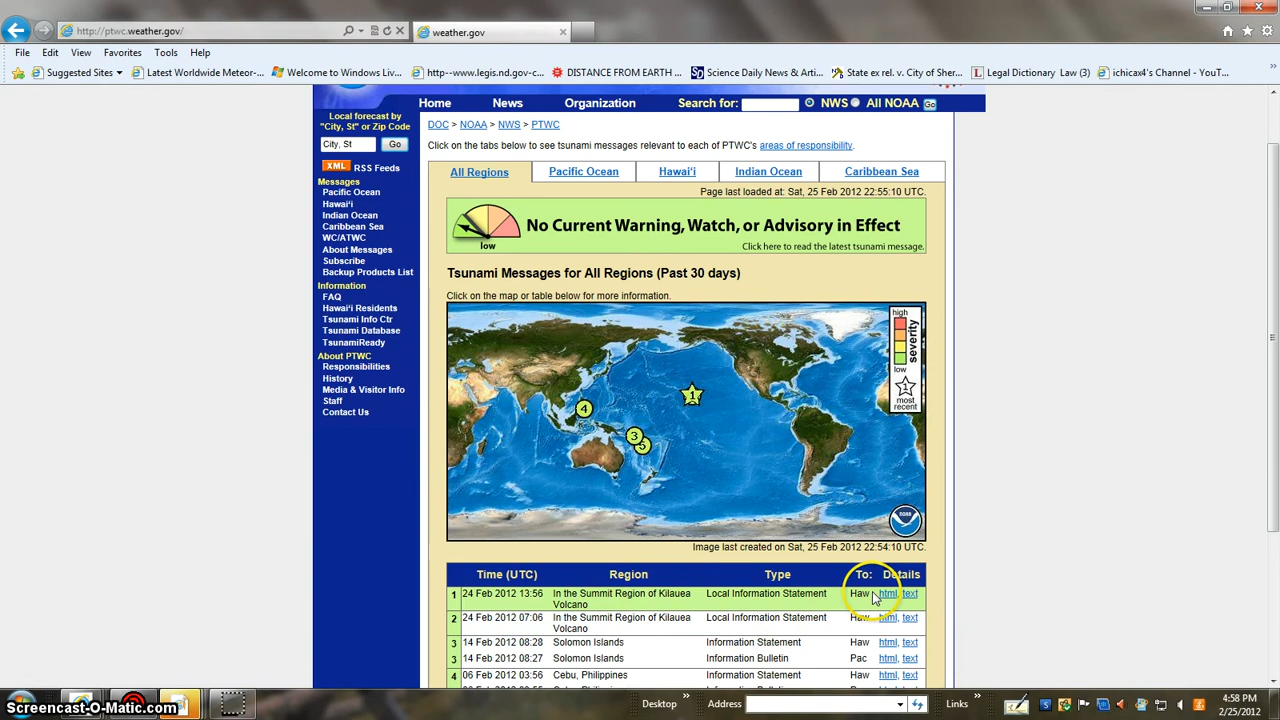 http://ptwc.weather.gov/
weather.gov
File Edit View Favorites Tools Help
Suggested Sites
Latest Worldwide Meteor-...
Welcome to Windows Liv...
http--www.legis.nd.gov-c...
DISTANCE FROM EARTH ...
Science Daily News & Arti...
State ex rel. v. City of Sher...
Legal Dictionary Law (3)
ichicax4's Channel - YouT...
Home News Organization Search for: NWS All NOAA Go
Local forecast by
"City, St" or Zip Code
City, St Go
XML RSS Feeds
Messages
Pacific Ocean
Hawai'i
Indian Ocean
Caribbean Sea
WC/ATWC
About Messages
Subscribe
Backup Products List
Information
FAQ
Hawai'i Residents
Tsunami Info Ctr
Tsunami Database
TsunamiReady
About PTWC
Responsibilities
History
Media & Visitor Info
Staff
Contact Us
DOC > NOAA > NWS > PTWC
Click on the tabs below to see tsunami messages relevant to each of PTWC's areas of responsibility.
All Regions Pacific Ocean Hawai'i Indian Ocean Caribbean Sea
Page last loaded at: Sat, 25 Feb 2012 22:55:10 UTC.
low
No Current Warning, Watch, or Advisory in Effect
Click here to read the latest tsunami message.
Tsunami Messages for All Regions (Past 30 days)
Click on the map or table below for more information.
high
severity
low
1
most
recent
1
4
3
5
NOAA
Image last created on Sat, 25 Feb 2012 22:54:10 UTC.
Time (UTC) Region Type To: Details
1 24 Feb 2012 13:56 In the Summit Region of Kilauea Local Information Statement Haw html, text
Volcano
2 24 Feb 2012 07:06 In the Summit Region of Kilauea Local Information Statement Haw html, text
Volcano
3 14 Feb 2012 08:28 Solomon Islands Information Statement Haw html, text
3 14 Feb 2012 08:27 Solomon Islands Information Bulletin Pac html, text
4 06 Feb 2012 03:56 Cebu, Philippines Information Statement Haw html, text
Desktop Address Links
4:58 PM
2/25/2012
Screencast-O-Matic.com